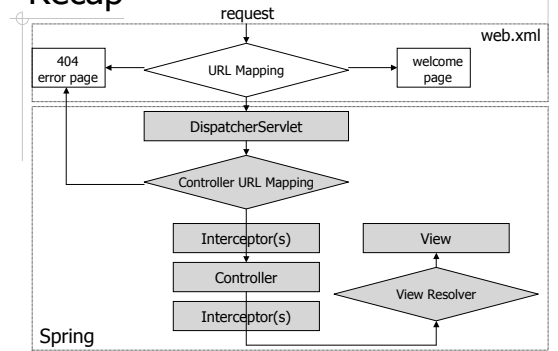 Recap
request
web.xml
404
error page
URL Mapping
welcome
page
DispatcherServlet
Controller URL Mapping
Interceptor(s)
View
Controller
View Resolver
Interceptor(s)
Spring